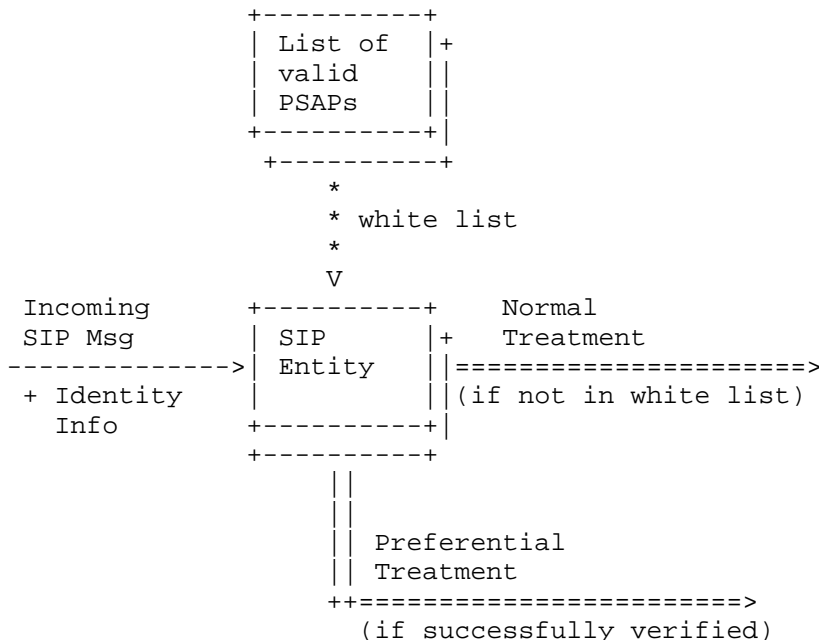 List of
valid
PSAPs
white list
Incoming
SIP Msg
+ Identity
Info
SIP
Entity
Normal
Treatment
(if not in white list)
Preferential
Treatment
(if successfully verified)